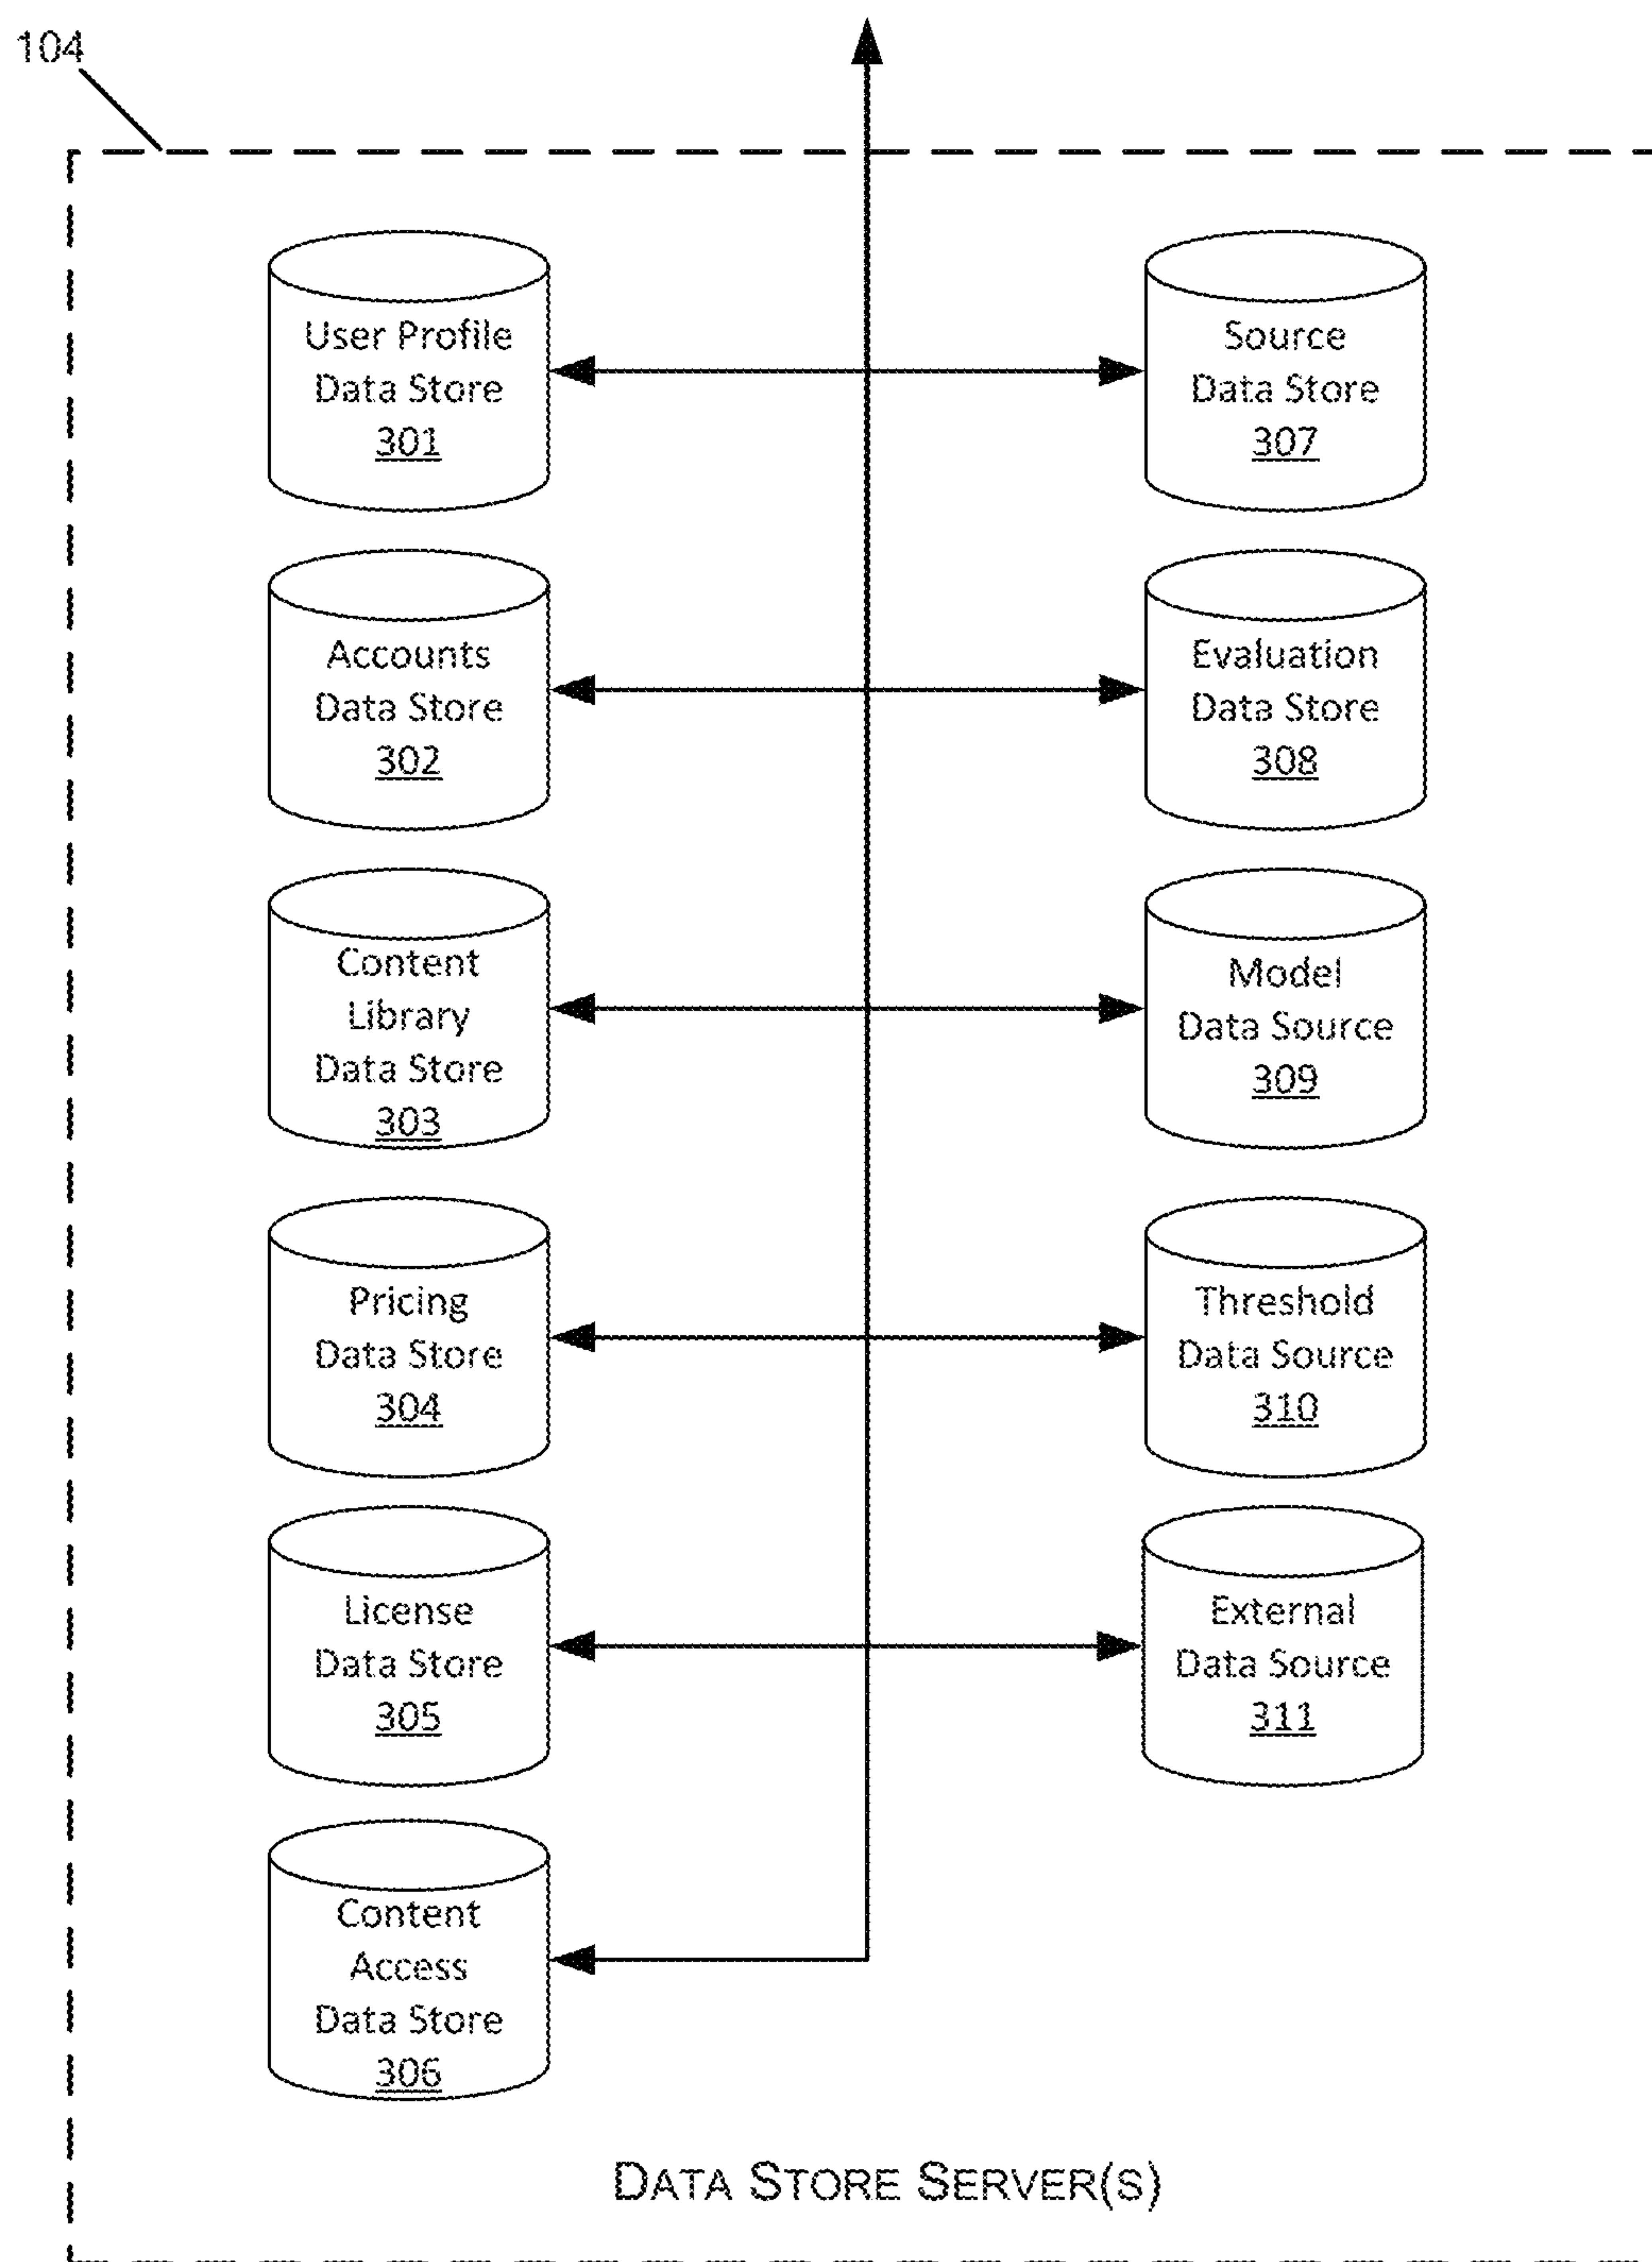 104
User Profile
Data Store
301
Source
Data Store
307
Accounts
Data Store
302
Evaluation
Data Store
308
Content
Library
Data Store
303
Model
Data Source
309
Pricing
Data Store
304
Threshold
Data Source
310
License
Data Store
305
External
Data Source
311
Content
Access
Data Store
306
DATA STORE SERVER(S)